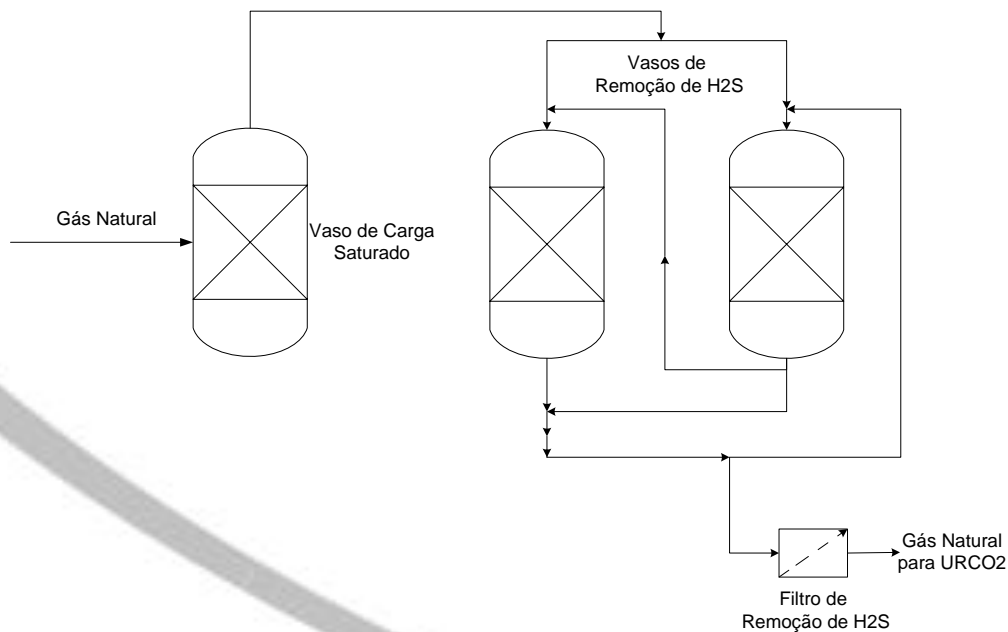 Vasos de
Remoção de H2S
Gás Natural
Vaso de Carga
Saturado
Gás Natural
para URCO2
Filtro de
Remoção de H2S